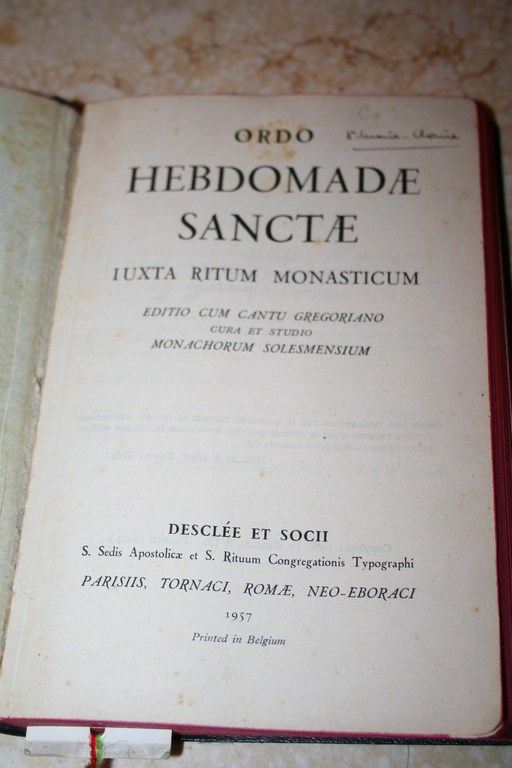 ORDO
HEBDOMADÆ
SANCTÆ
IUXTA RITUM MONASTICUM
EDITIO CUM CANTU GREGORIANO
CURA ET STUDIO
MONACHORUM SOLESMENSIUM
DESCLÉE ET SOCII
S. Sedis Apostolicæ et S. Rituum Congregationis Typographi
PARISIIS, TORNACI, ROMÆ, NEO-EBORACI
1957
Printed in Belgium